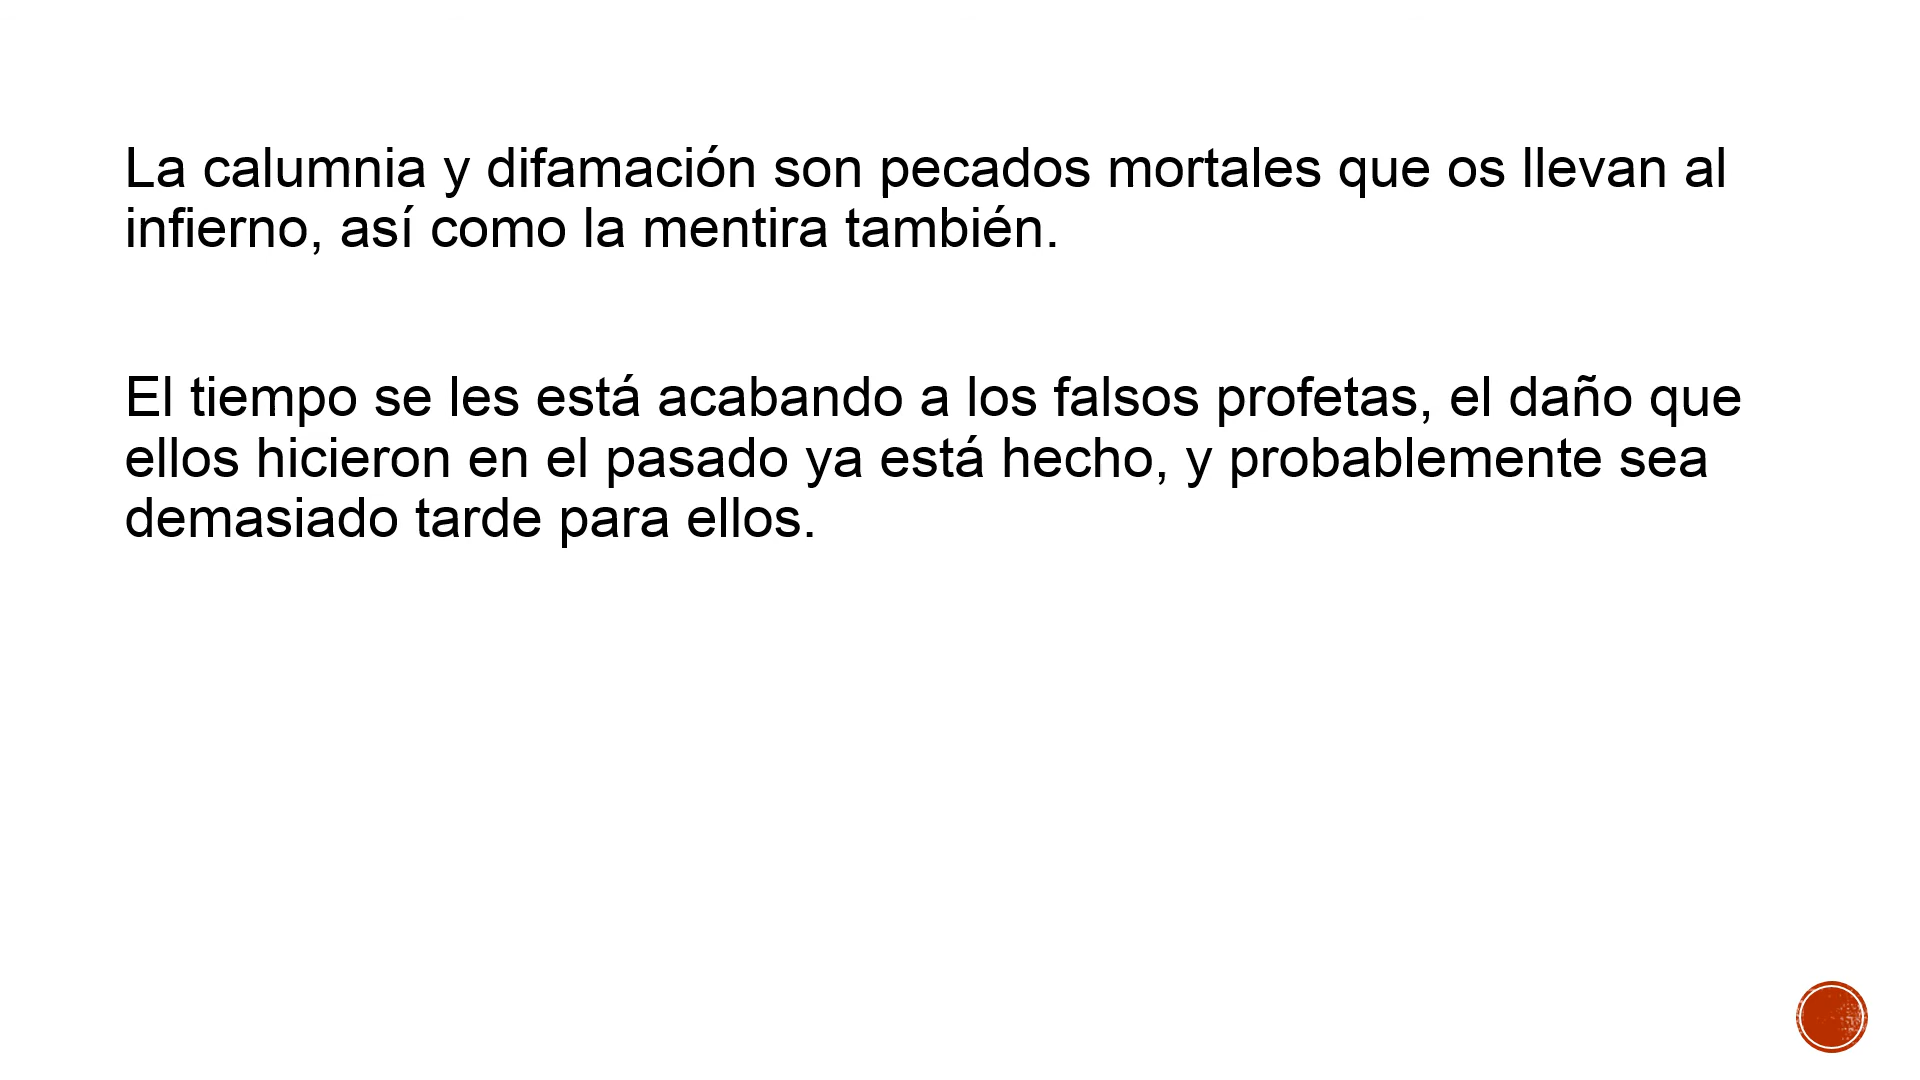 La calumnia y difamación son pecados mortales que os llevan al
infierno, así como la mentira también.
El tiempo se les está acabando a los falsos profetas, el daño que
ellos hicieron en el pasado ya está hecho, y probablemente sea
demasiado tarde para ellos.